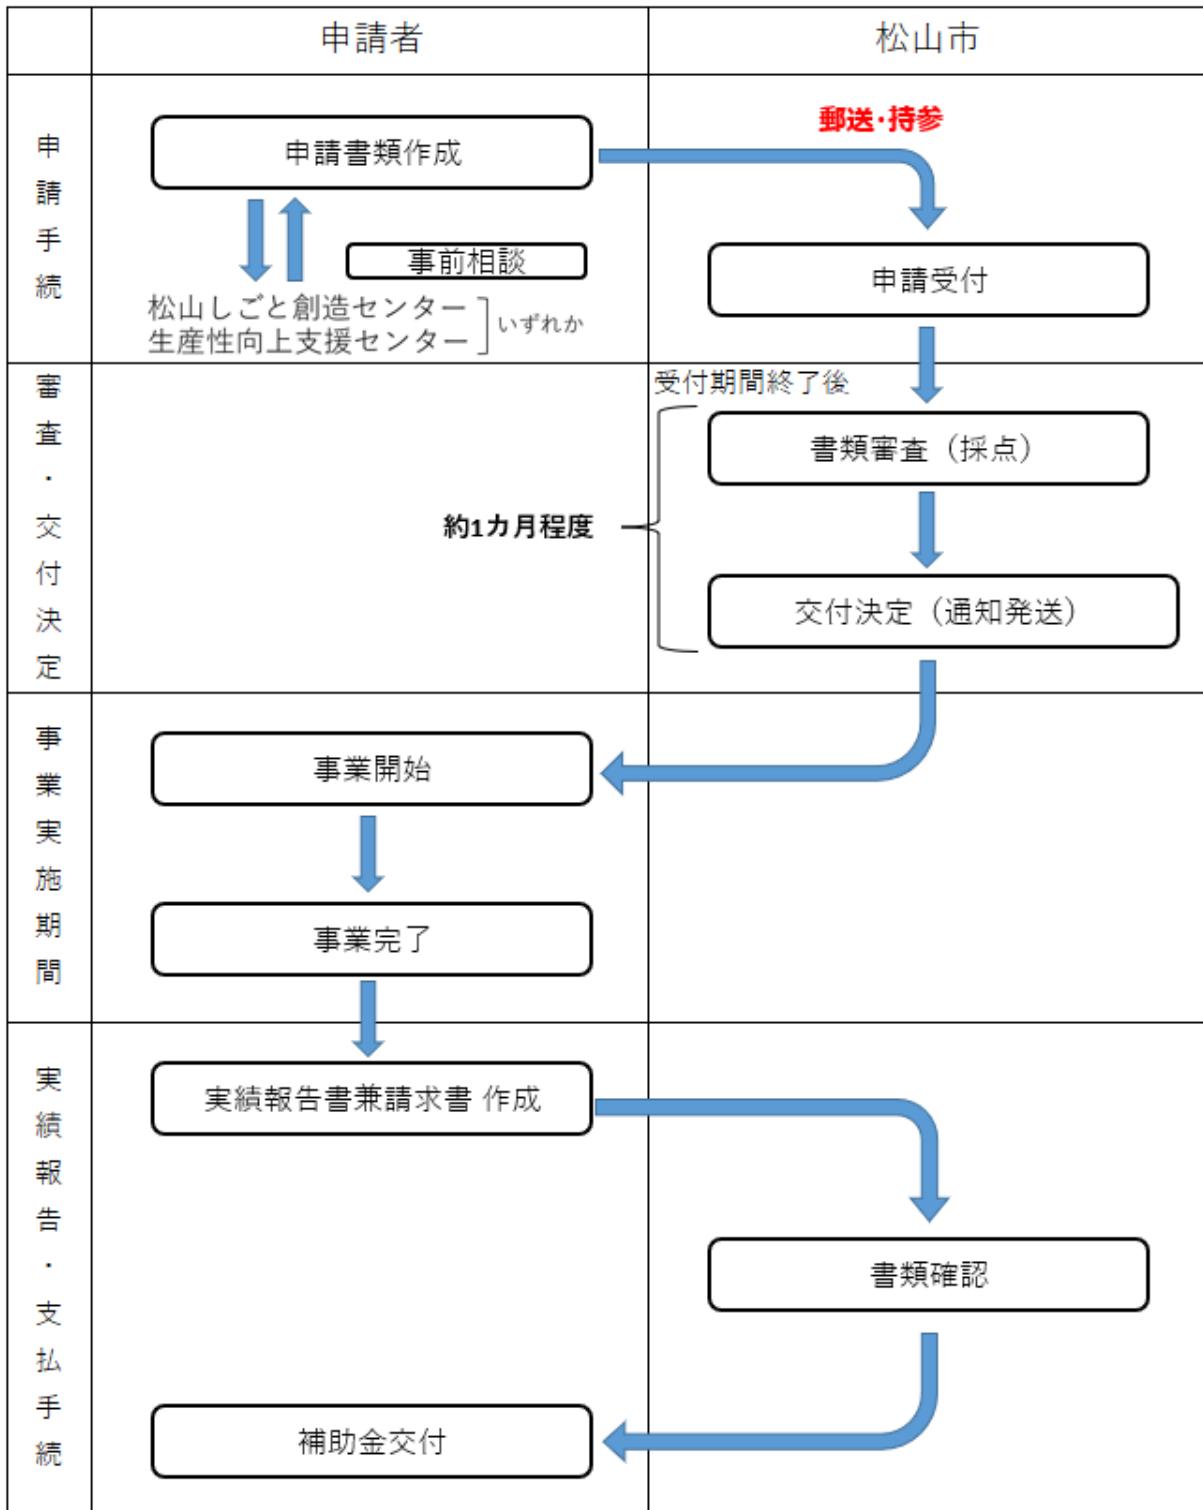 申請者
松山市
申請手続
郵送・持参
申請書類作成
事前相談
申請受付
松山しごと創造センター
生産性向上支援センター
いずれか
審査・交付決定
受付期間終了後
書類審査（採点）
約1カ月程度
交付決定（通知発送）
事業実施期間
事業開始
事業完了
実績報告・支払手続
実績報告書兼請求書 作成
書類確認
補助金交付